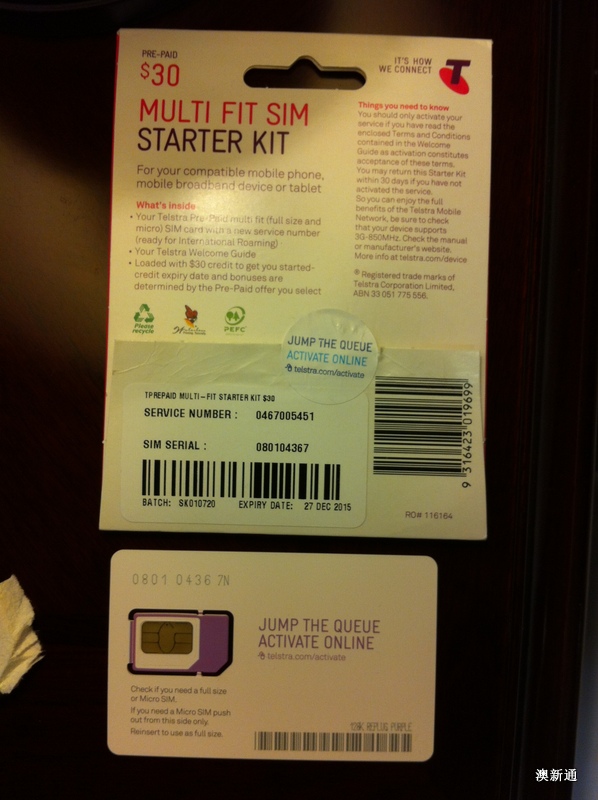 PRE-PAID
$30
IT'S HOW
WE CONNECT
MULTI FIT SIM
STARTER KIT
For your compatible mobile phone,
mobile broadband device or tablet
What's inside
• Your Telstra Pre-Paid multi fit (full size and
micro) SIM card with a new service number
(ready for International Roaming)
• Your Telstra Welcome Guide
• Loaded with $30 credit to get you started-
credit expiry date and bonuses are
determined by the Pre-Paid offer you select
Things you need to know
You should only activate your
service if you have read the
enclosed Terms and Conditions
contained in the Welcome
Guide as activation constitutes
acceptance of these terms.
You may return this Starter Kit
within 30 days if you have not
activated the service.
So you can enjoy the full
benefits of the Telstra Mobile
Network, be sure to check
that your device supports
3G-850MHz. Check the manual
or manufacturer's website.
More info at telstra.com/device
® Registered trade marks of
Telstra Corporation Limited,
ABN 33 051 775 556.
Please
recycle
PEFC
JUMP THE QUEUE
ACTIVATE ONLINE
telstra.com/activate
TPREPAID MULTI-FIT STARTER KIT $30
SERVICE NUMBER : 0467005451
SIM SERIAL : 080104367
BATCH: SK010720 EXPIRY DATE: 27 DEC 2015
9 316423 019699
RO# 116164
0801 0436 7N
JUMP THE QUEUE
ACTIVATE ONLINE
telstra.com/activate
Check if you need a full size
or Micro SIM.
If you need a Micro SIM push
out from this side only.
Reinsert to use as full size.
PURPLE
澳新通